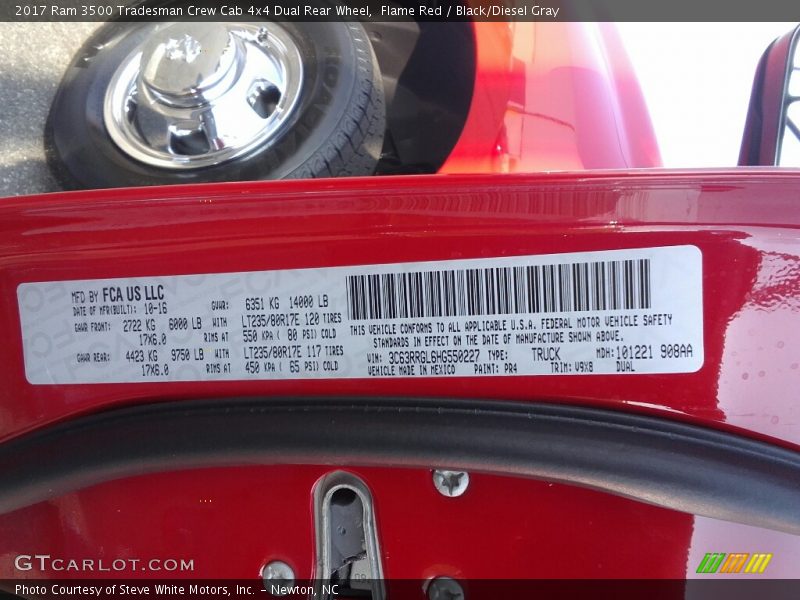 2017 Ram 3500 Tradesman Crew Cab 4x4 Dual Rear Wheel,  Flame Red / Black/Diesel Gray
MFD BY FCA US LLC
DATE OF MFR(BUILT): 10-16
GVWR: 6351 KG 14000 LB
GAWR FRONT: 2722 KG 6000 LB WITH LT235/80R17E 120 TIRES
17X6.0 RIMS AT 550 KPA ( 80 PSI) COLD
GAWR REAR: 4423 KG 9750 LB WITH LT235/80R17E 117 TIRES
17X6.0 RIMS AT 450 KPA ( 65 PSI) COLD
THIS VEHICLE CONFORMS TO ALL APPLICABLE U.S.A. FEDERAL MOTOR VEHICLE SAFETY
STANDARDS IN EFFECT ON THE DATE OF MANUFACTURE SHOWN ABOVE.
VIN: 3C63RRGL6HG550227 TYPE: TRUCK MDH: 101221 908AA
VEHICLE MADE IN MEXICO PAINT: PR4 TRIM: V9X8 DUAL
GTCARLOT.COM
Photo Courtesy of Steve White Motors, Inc. - Newton, NC